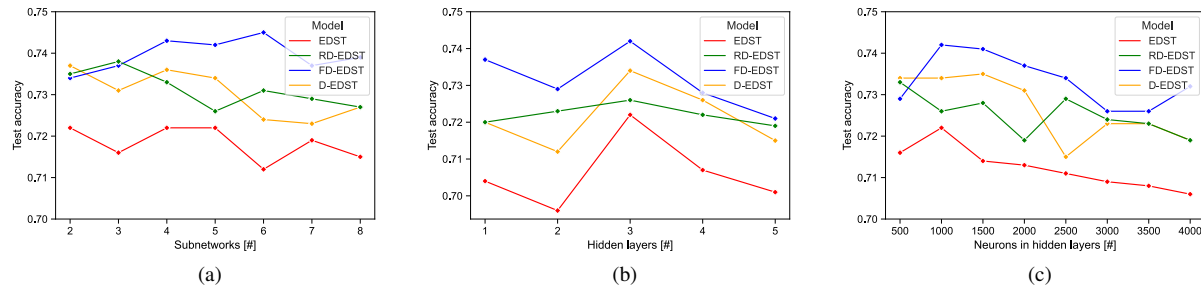 0.75
0.74
0.73
0.72
0.71
0.70
Test accuracy
2 3 4 5 6 7 8
Subnetworks [#]
Model
EDST
RD-EDST
FD-EDST
D-EDST
(a)
0.75
0.74
0.73
0.72
0.71
0.70
Test accuracy
1 2 3 4 5
Hidden layers [#]
Model
EDST
RD-EDST
FD-EDST
D-EDST
(b)
0.75
0.74
0.73
0.72
0.71
0.70
Test accuracy
500 1000 1500 2000 2500 3000 3500 4000
Neurons in hidden layers [#]
Model
EDST
RD-EDST
FD-EDST
D-EDST
(c)